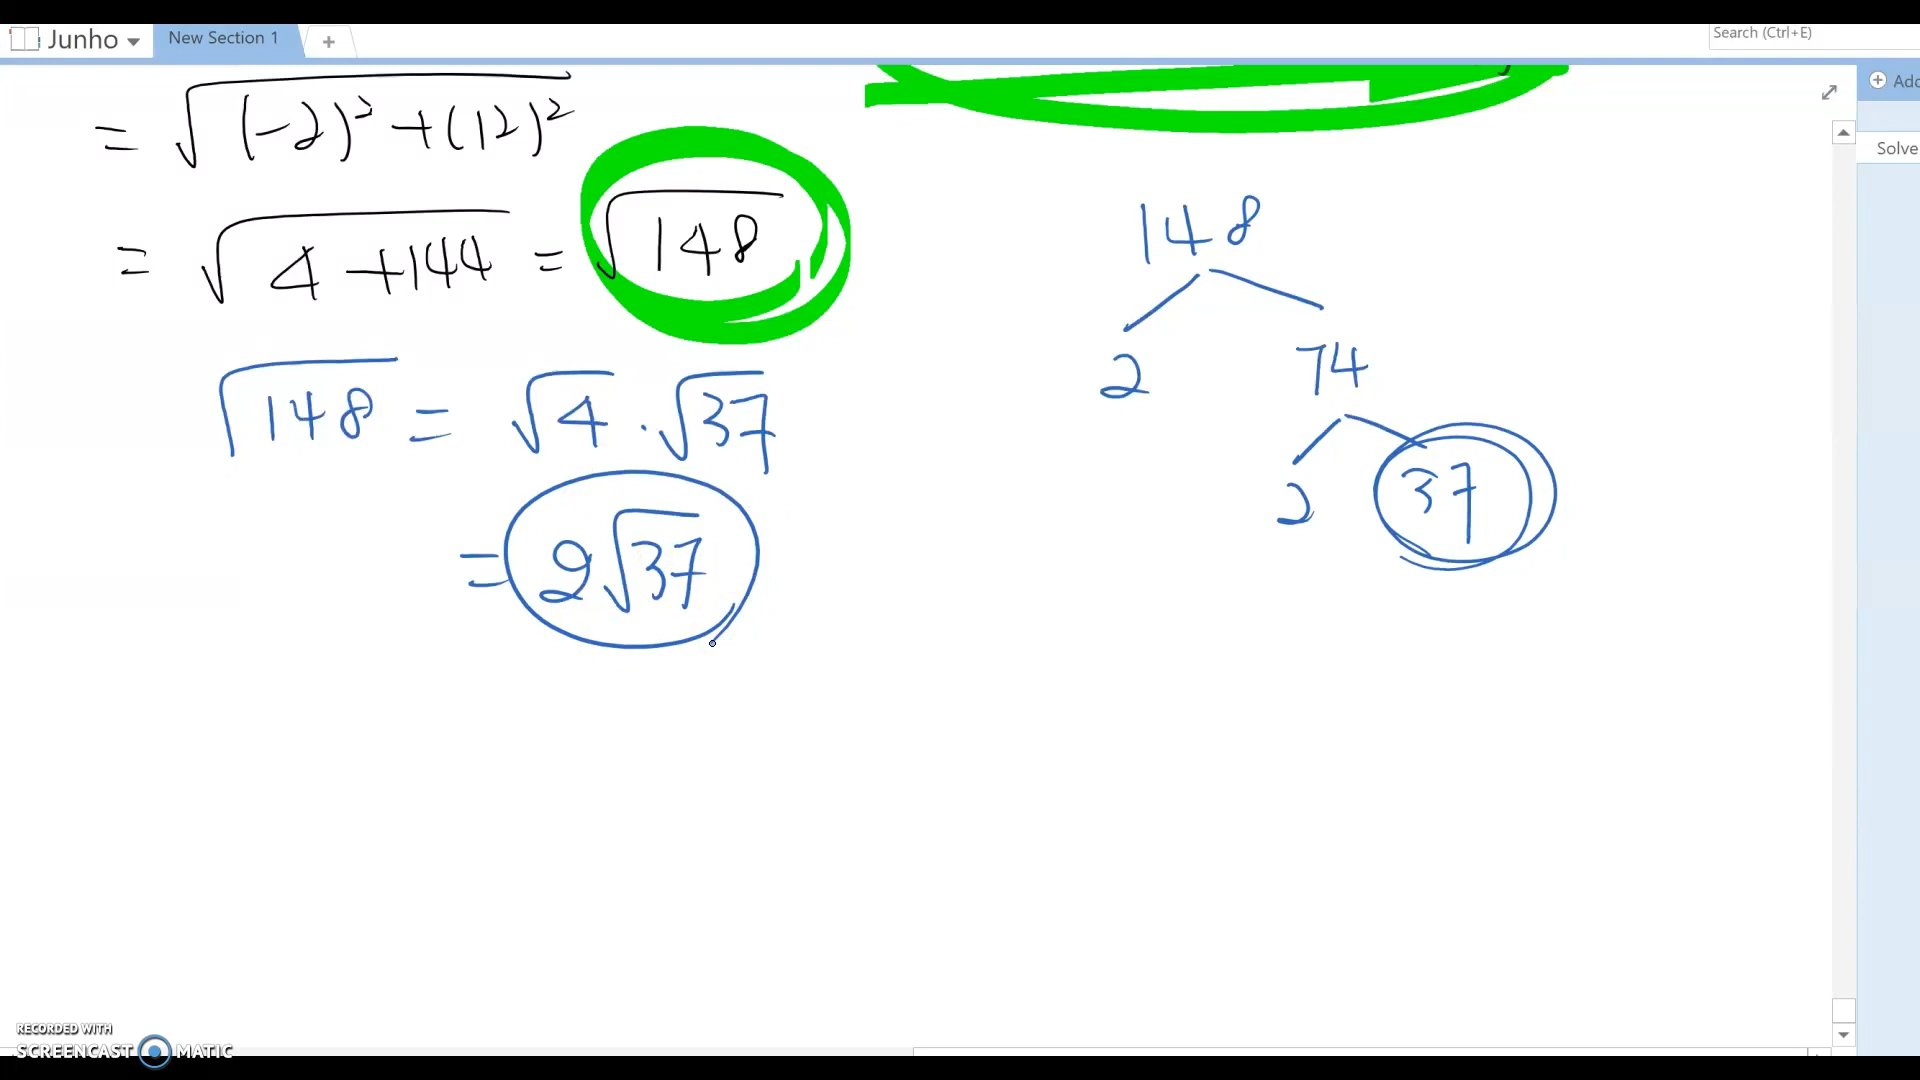 Junho
New Section 1
+
Search (Ctrl+E)
= √(-2)² + (12)²
= √4 + 144 = √148
√148 = √4 · √37
= 2√37
148
2 74
2 37
Add
Solve
RECORDED WITH
SCREENCAST MATIC